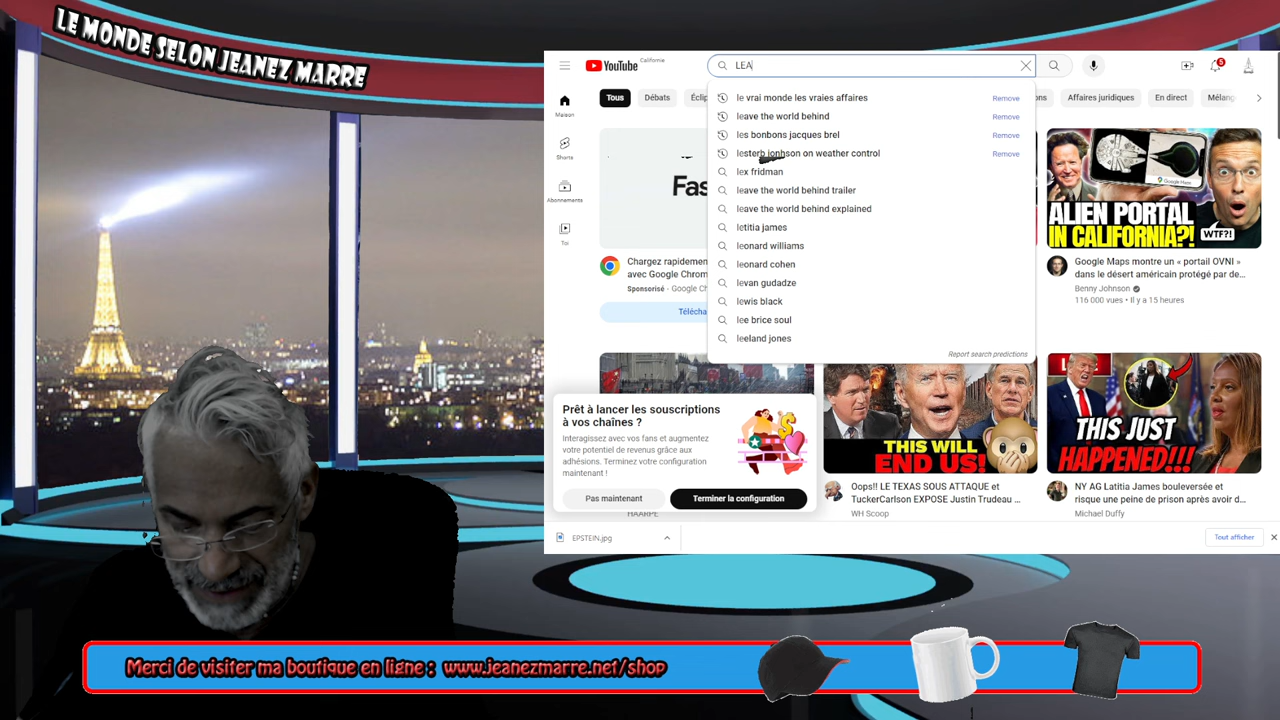 LE MONDE SELON JEANEZ MARRE
YouTube
Californie
LEA
5
Maison
Shorts
Abonnements
Toi
Tous
Débats
le vrai monde les vraies affaires
Remove
leave the world behind
Remove
les bonbons jacques brel
Remove
on weather control
Remove
lex fridman
leave the world behind trailer
leave the world behind explained
letitia james
leonard williams
leonard cohen
levan gudadze
lewis black
lee brice soul
leeland jones
Report search predictions
Affaires juridiques
En direct
Chargez rapidemen
avec Google Chrom
Sponsorisé · Google Ch
Télécha
Google Maps
ALIEN PORTAL
IN CALIFORNIA?!
WTF?!
Google Maps montre un « portail OVNI »
dans le désert américain protégé par de...
Benny Johnson
116 000 vues • Il y a 15 heures
Prêt à lancer les souscriptions
à vos chaînes ?
Interagissez avec vos fans et augmentez
votre potentiel de revenus grâce aux
adhésions. Terminez votre configuration
maintenant !
Pas maintenant
Terminer la configuration
HAARPE
THIS WILL
END US!
Oops!! LE TEXAS SOUS ATTAQUE et
TuckerCarlson EXPOSE Justin Trudeau ...
WH Scoop
THIS JUST
HAPPENED!!!
NY AG Latitia James bouleversée et
risque une peine de prison après avoir d...
Michael Duffy
EPSTEIN.jpg
Tout afficher
Merci de visiter ma boutique en ligne : www.jeanezmarre.net/shop